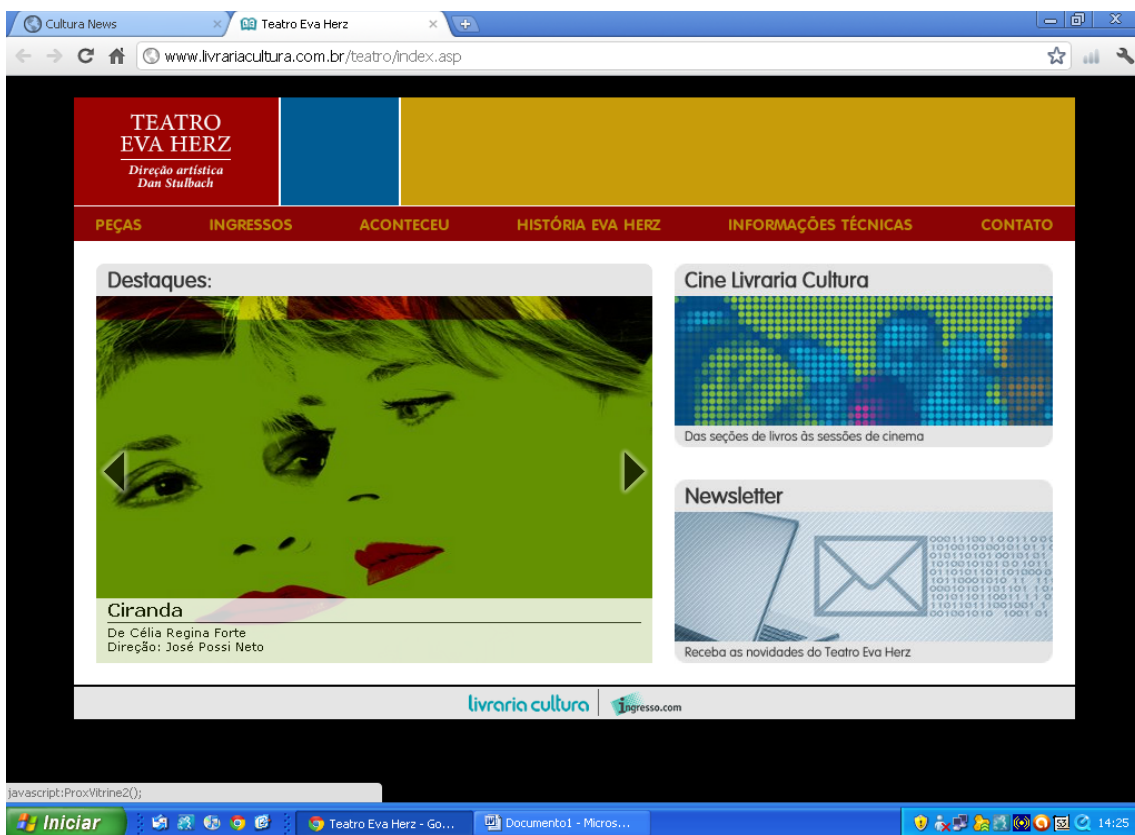 Cultura News
Teatro Eva Herz
www.livrariacultura.com.br/teatro/index.asp
TEATRO
EVA HERZ
Direção artística
Dan Stulbach
PEÇAS INGRESSOS ACONTECEU HISTÓRIA EVA HERZ INFORMAÇÕES TÉCNICAS CONTATO
Destaques:
Ciranda
De Célia Regina Forte
Direção: José Possi Neto
Cine Livraria Cultura
Das seções de livros às sessões de cinema
Newsletter
Receba as novidades do Teatro Eva Herz
livraria cultura ingresso.com
javascript:ProxVitrine2();
Iniciar
Teatro Eva Herz - Go...
Documento1 - Micros...
14:25